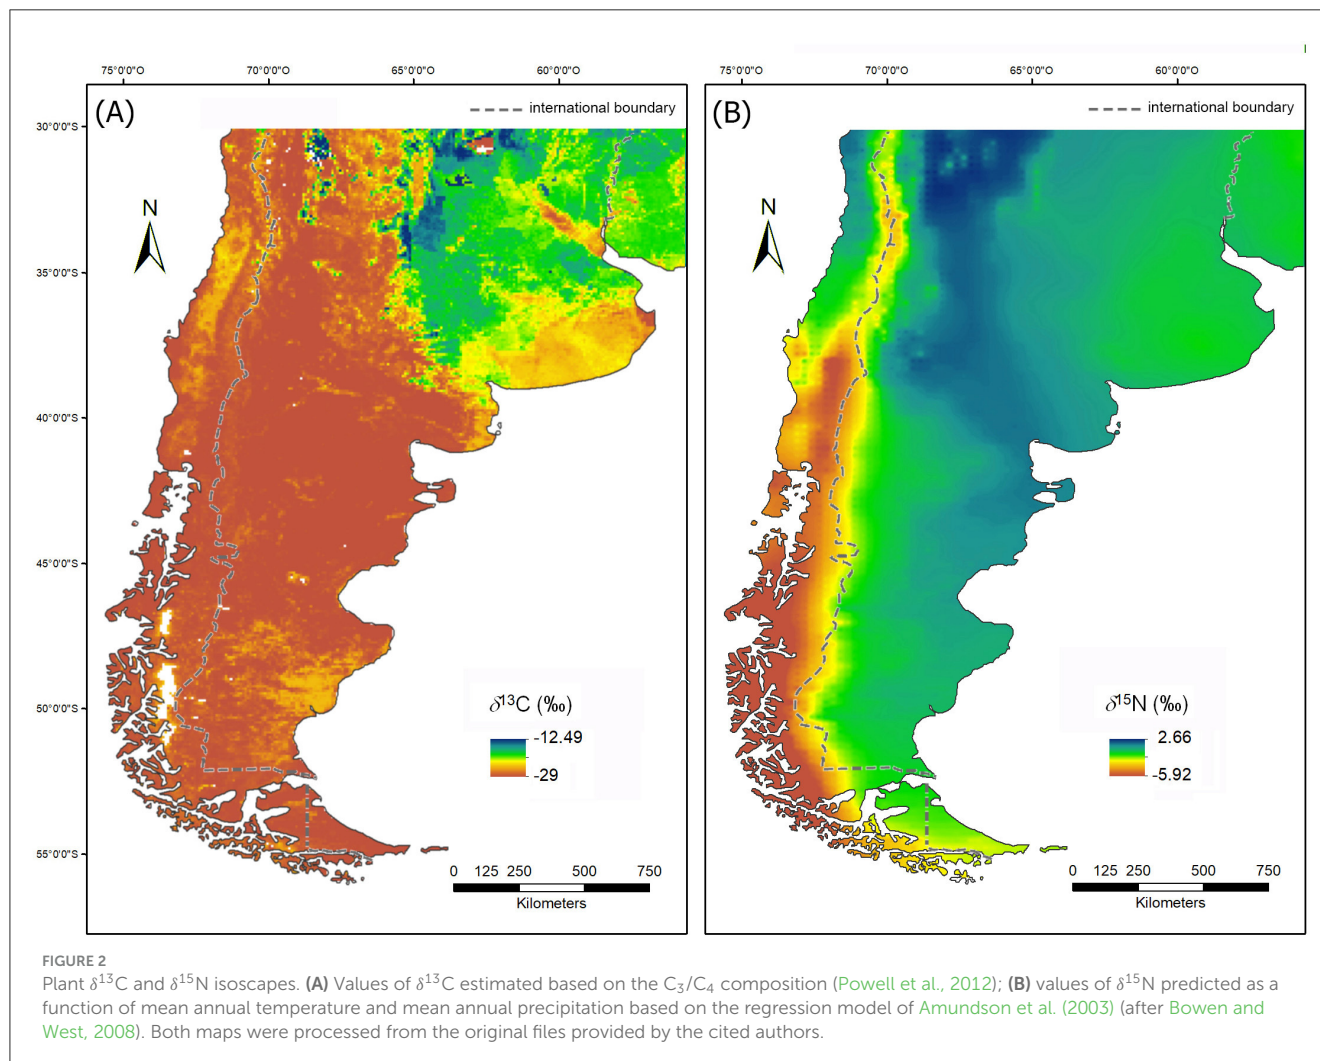 75°0'0"O 70°0'0"O 65°0'0"O 60°0'0"O
75°0'0"O 70°0'0"O 65°0'0"O 60°0'0"O
(A)
international boundary
(B)
international boundary
30°0'0"S
35°0'0"S
40°0'0"S
45°0'0"S
50°0'0"S
55°0'0"S
N
N
δ13C (‰)
-12.49
-29
δ15N (‰)
2.66
-5.92
0 125 250 500 750
Kilometers
0 125 250 500 750
Kilometers
FIGURE 2
Plant δ13C and δ15N isoscapes. (A) Values of δ13C estimated based on the C3/C4 composition (Powell et al., 2012); (B) values of δ15N predicted as a
function of mean annual temperature and mean annual precipitation based on the regression model of Amundson et al. (2003) (after Bowen and
West, 2008). Both maps were processed from the original files provided by the cited authors.